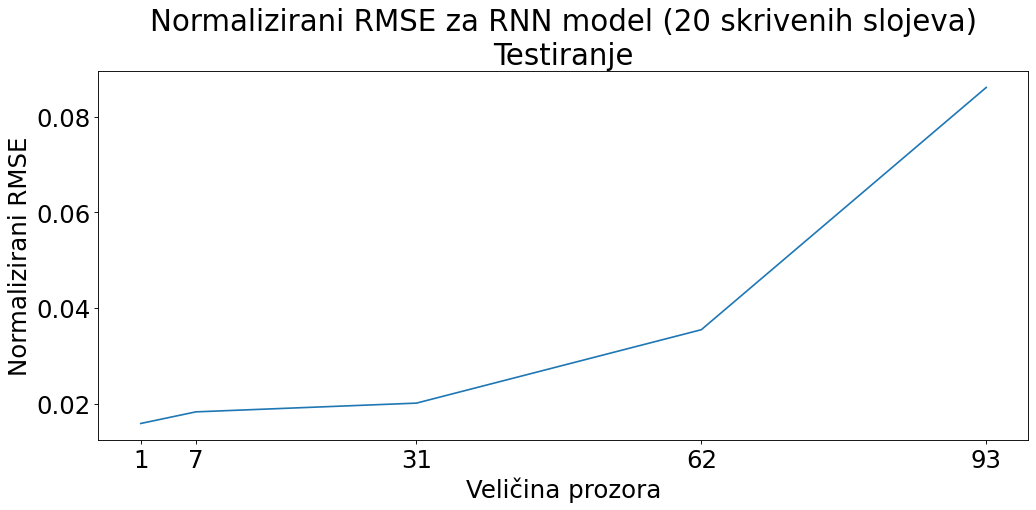 Normalizirani RMSE za RNN model (20 skrivenih slojeva)
Testiranje
Normalizirani RMSE
0.08
0.06
0.04
0.02
1 7 31 62 93
Veličina prozora